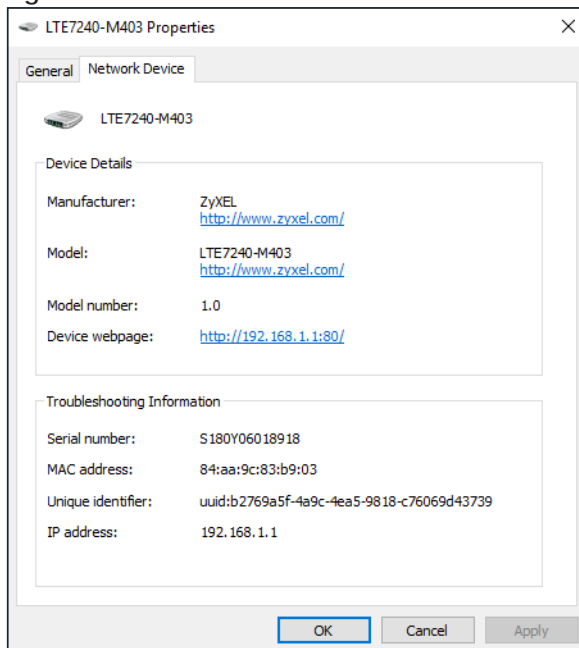 LTE7240-M403 Properties
General Network Device
LTE7240-M403
Device Details
Manufacturer: ZyXEL
http://www.zyxel.com/
Model: LTE7240-M403
http://www.zyxel.com/
Model number: 1.0
Device webpage: http://192.168.1.1:80/
Troubleshooting Information
Serial number: S180Y06018918
MAC address: 84:aa:9c:83:b9:03
Unique identifier: uuid:b2769a5f-4a9c-4ea5-9818-c76069d43739
IP address: 192.168.1.1
OK Cancel Apply